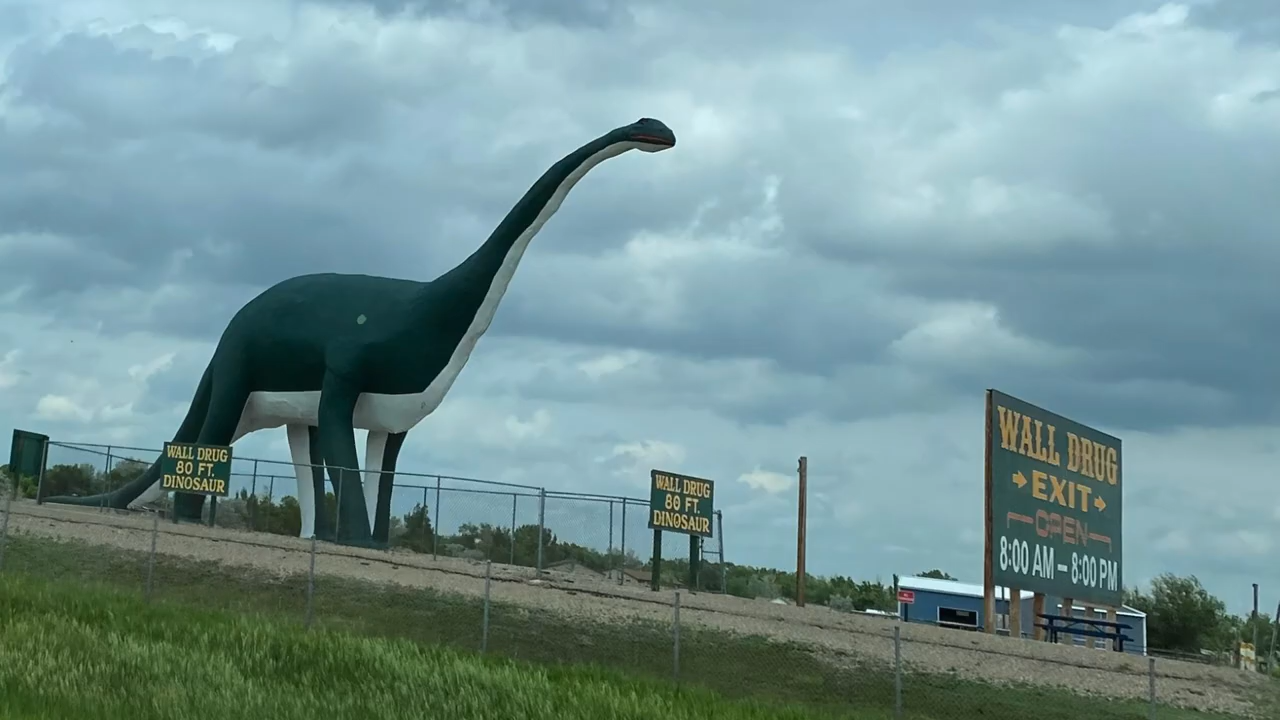 WALL DRUG
80 FT.
DINOSAUR
WALL DRUG
80 FT.
DINOSAUR
WALL DRUG
EXIT
OPEN
8:00 AM – 8:00 PM